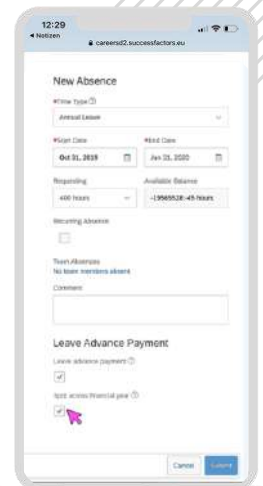 12:29
Notizen
careersd2.successfactors.eu
New Absence
*Time Type
Annual Leave
*Start Date *End Date
Oct 31, 2019 Jan 31, 2020
Requesting Available Balance
400 hours -19569528:-45 hours
Recurring Absence
Team Absences
No team members absent
Comment
Leave Advance Payment
Leave advance payment
Split across financial year
Cancel Submit